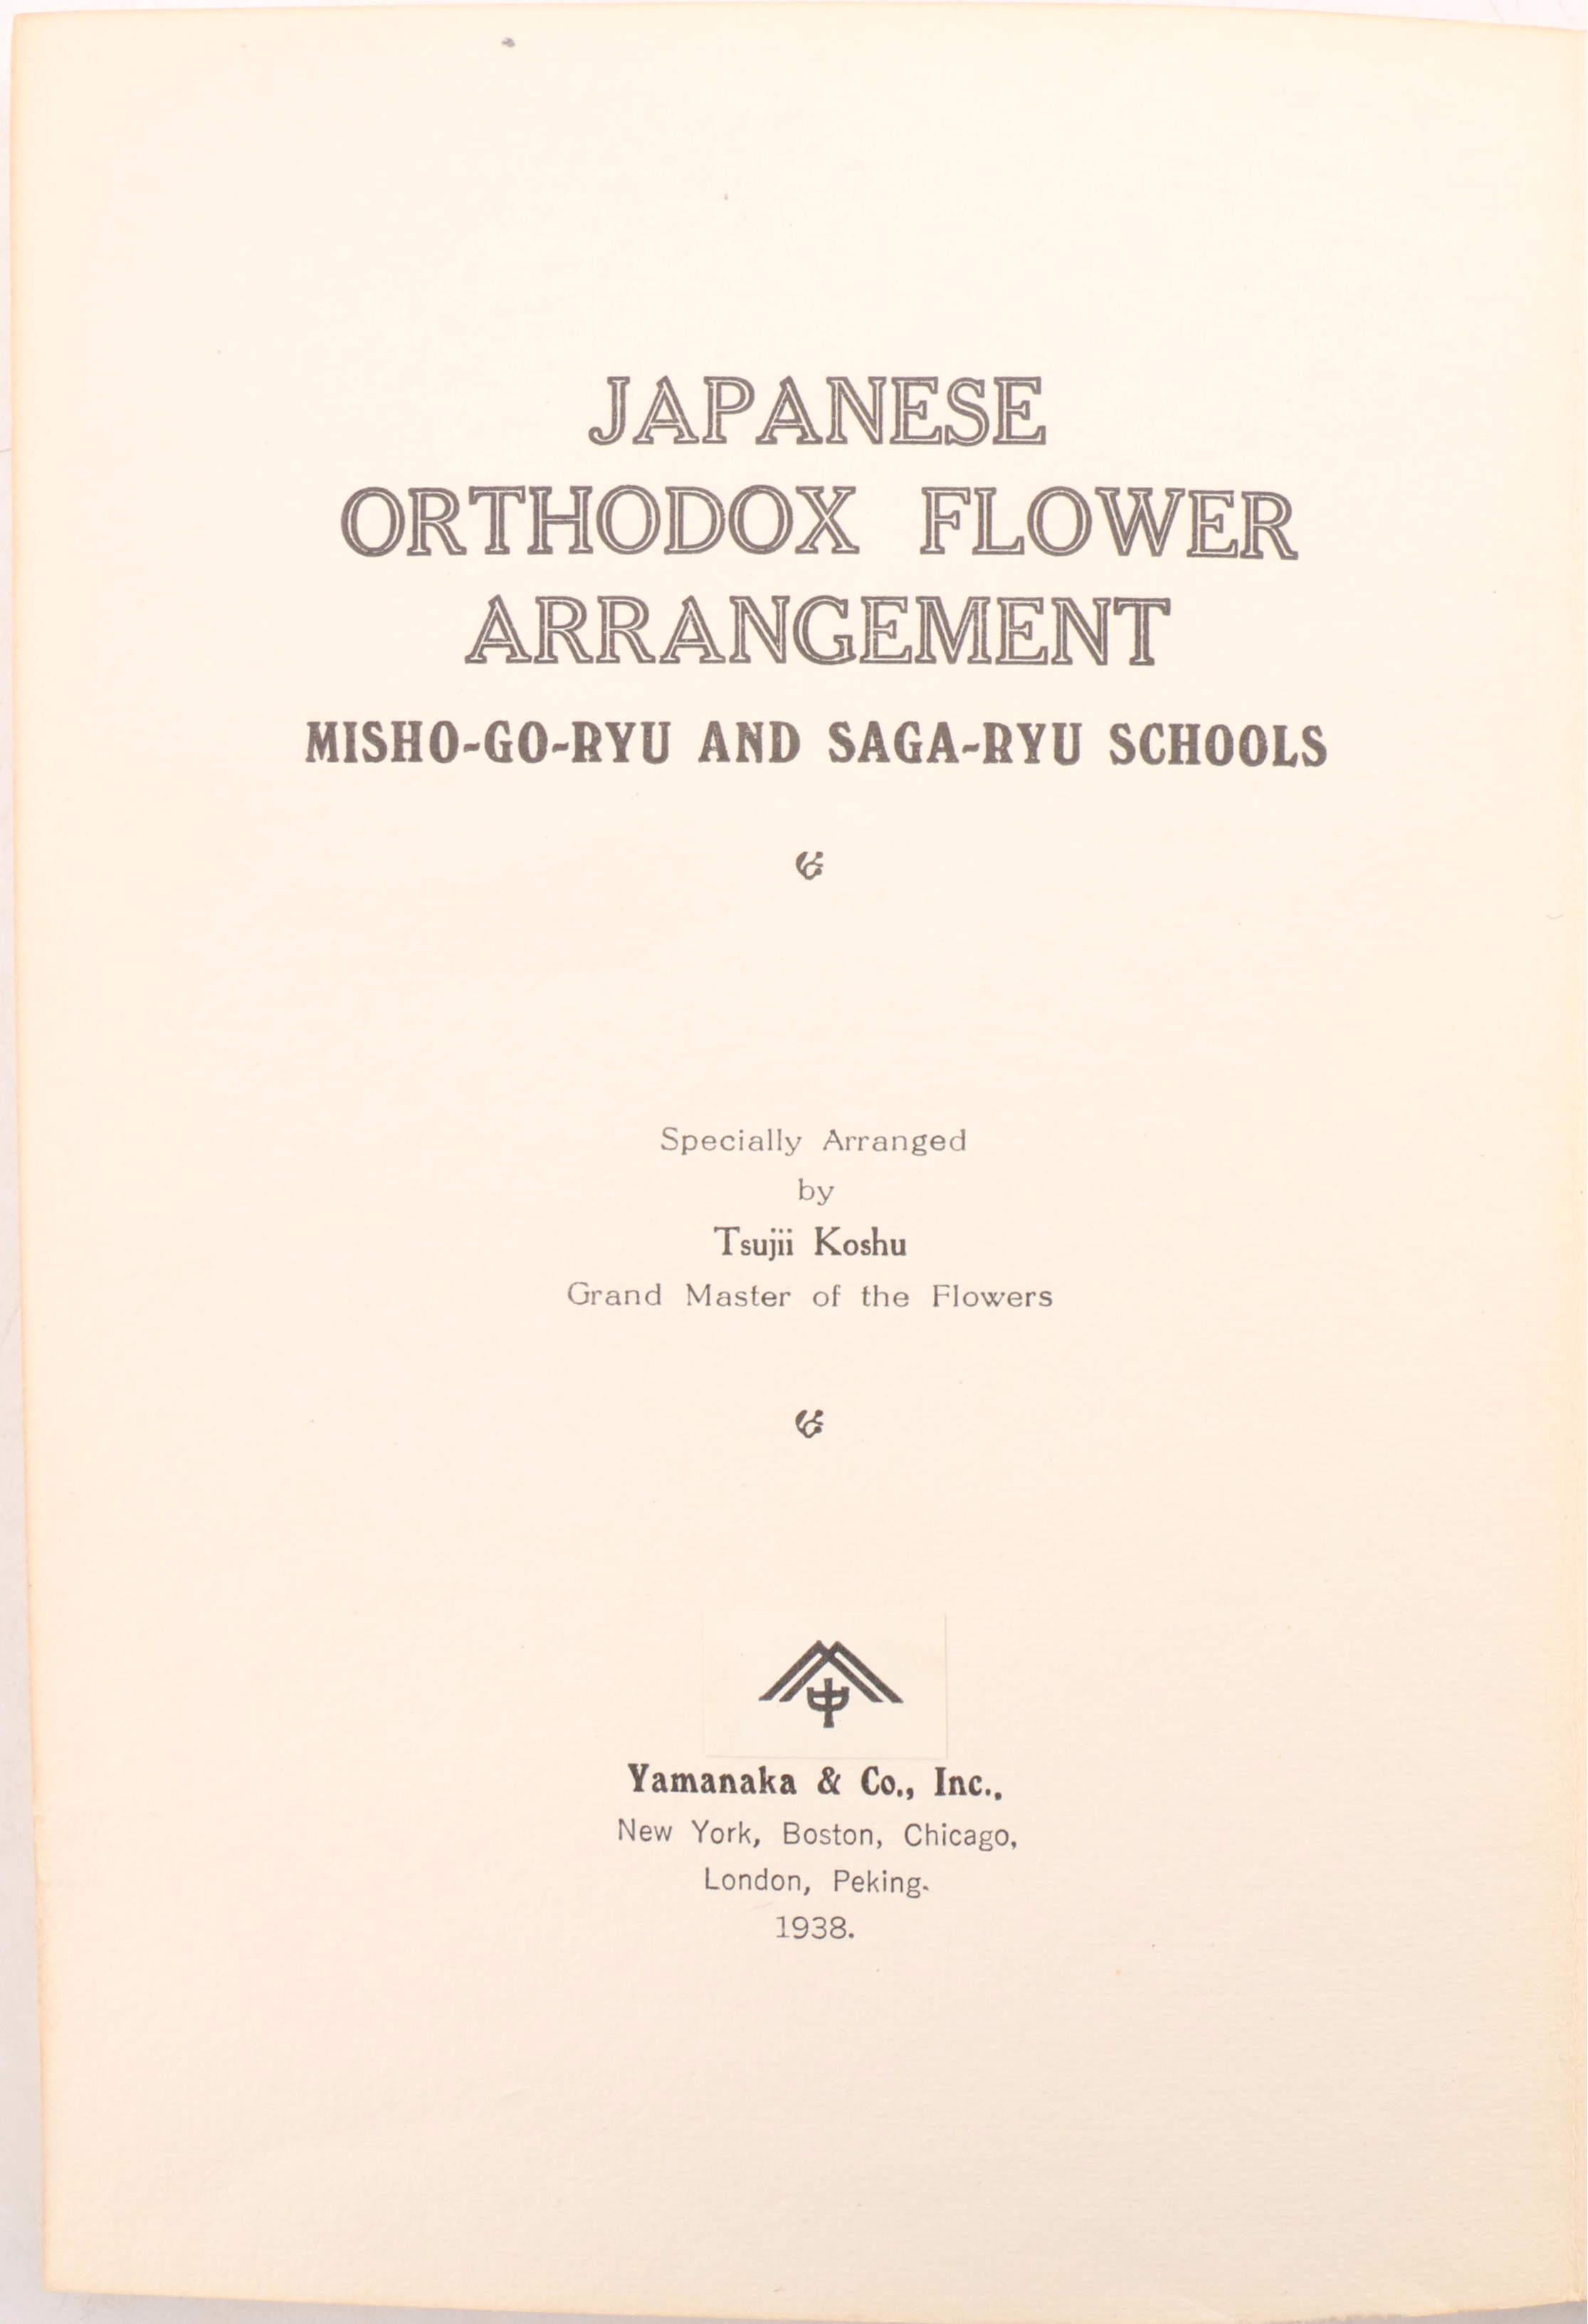 JAPANESE
ORTHODOX FLOWER
ARRANGEMENT
MISHO-GO-RYU AND SAGA-RYU SCHOOLS
Specially Arranged
by
Tsujii Koshu
Grand Master of the Flowers
中
Yamanaka & Co., Inc.,
New York, Boston, Chicago,
London, Peking.
1938.